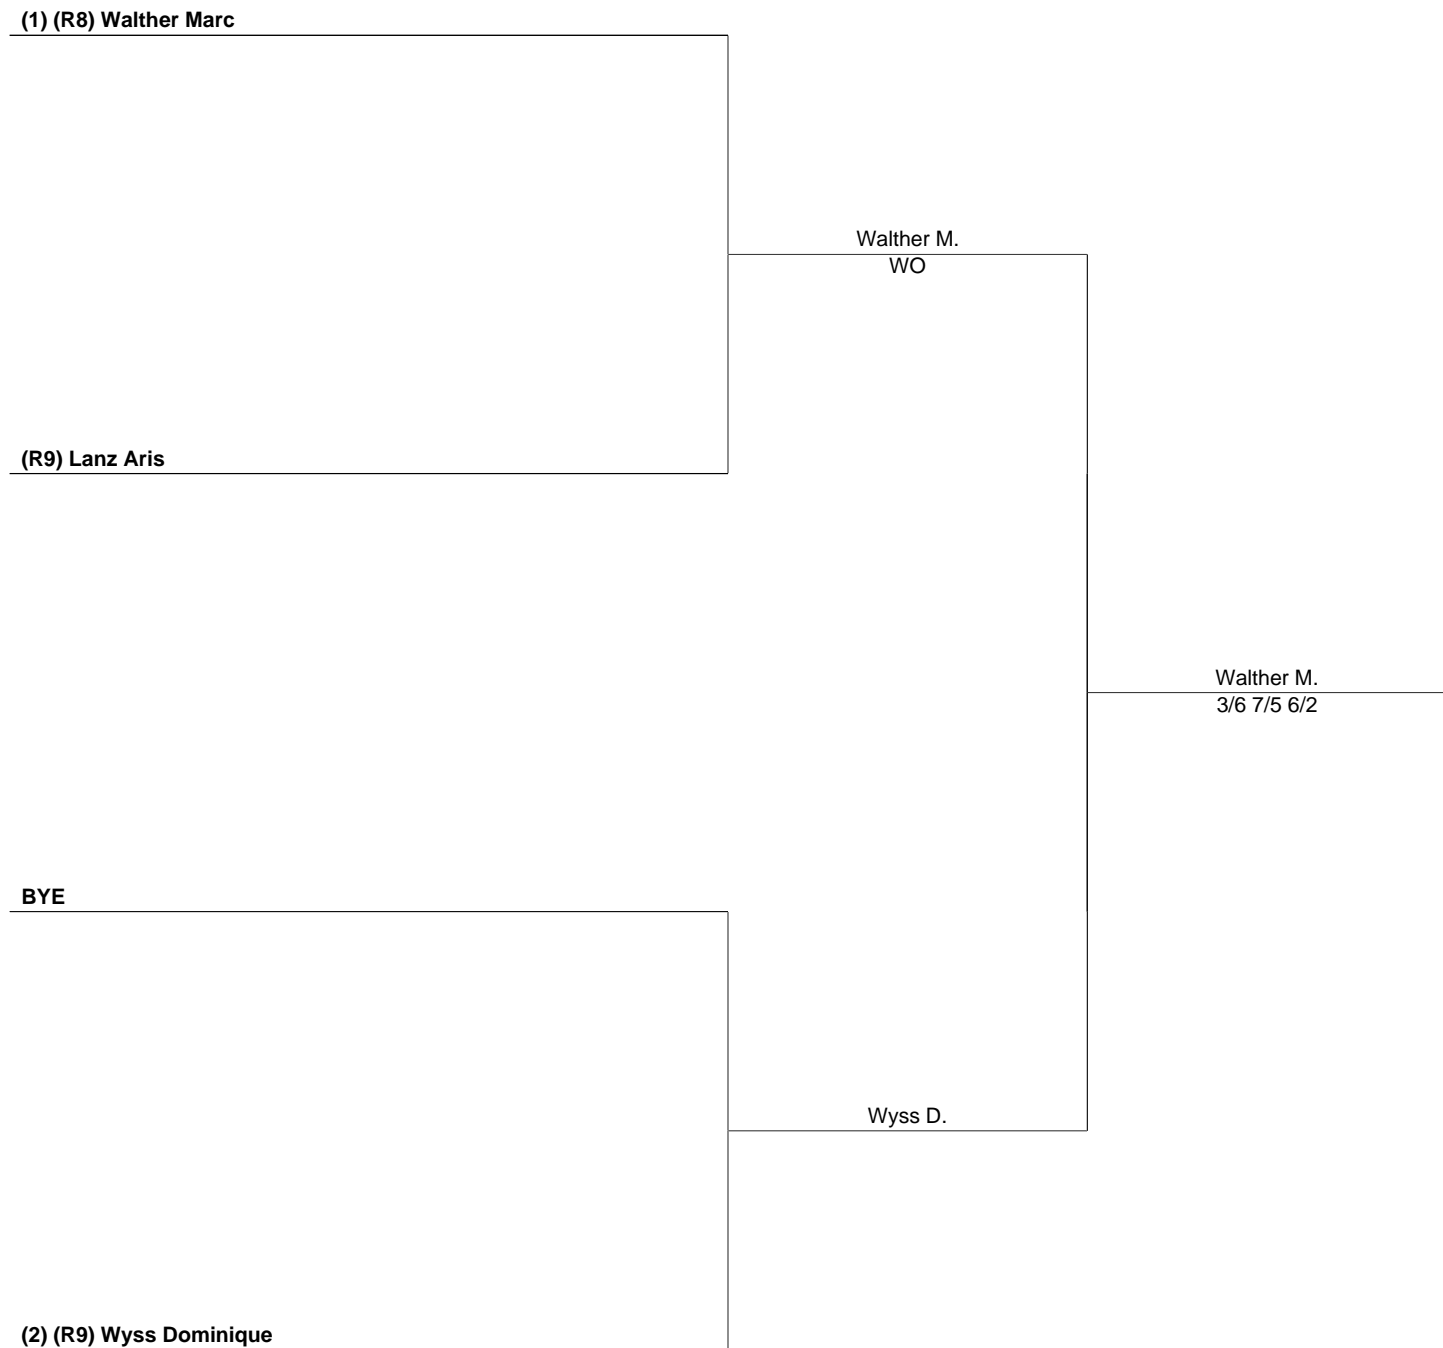 (1) (R8) Walther Marc
Walther M.
WO
(R9) Lanz Aris
Walther M.
3/6 7/5 6/2
BYE
Wyss D.
(2) (R9) Wyss Dominique